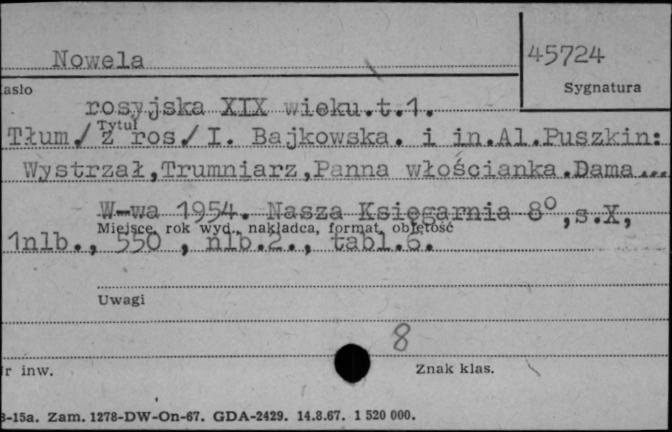 Nowela
45724
asło
Sygnatura
rosyjska XIX wieku.t.1.
Tytuł
Tłum./ z ros./ I. Bajkowska. i in.Al.Puszkin:
Wystrzał,Trumniarz,Panna włościanka.Dama...
W-wa 1954. Nasza Księgarnia 8°,s.X,
Miejsce, rok wyd., nakładca, format, objętość
1nlb., 550 , nlb.2., tabl.6.
Uwagi
8
r inw.
Znak klas.
3-15a. Zam. 1278-DW-On-67. GDA-2429. 14.8.67. 1 520 000.